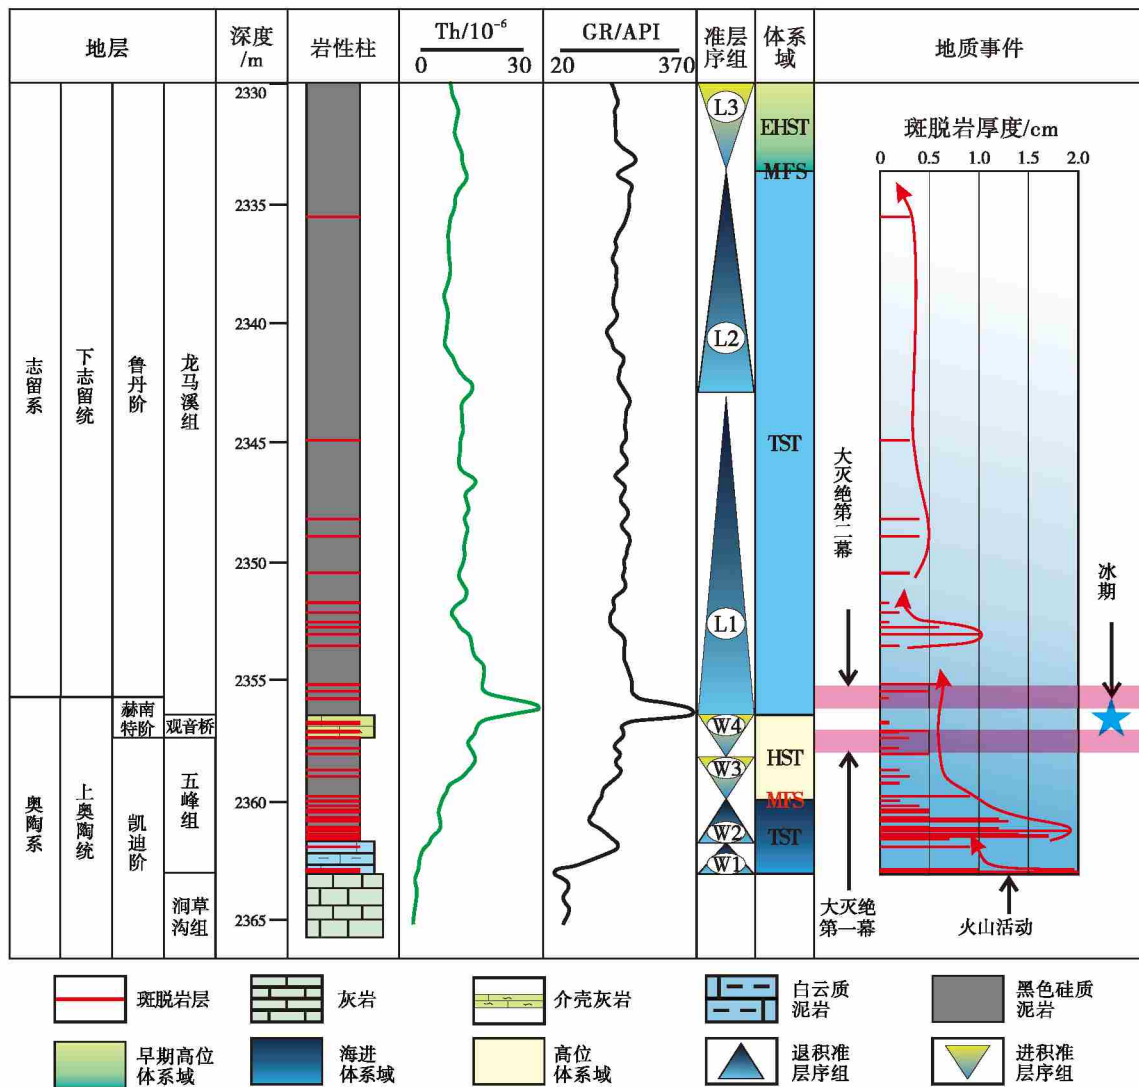 地层
深度
/m
岩性柱
Th/10⁻⁶
0 30
GR/API
20 370
准层
序组
体系
域
地质事件
志留系
奥陶系
下志留统
上奥陶统
鲁丹阶
赫南
特阶
凯迪阶
龙马溪组
观音桥
五峰组
涧草
沟组
2330
2335
2340
2345
2350
2355
2360
2365
L3
L2
L1
W4
W3
W2
W1
EHST
MFS
TST
HST
MFS
TST
斑脱岩厚度/cm
0 0.5 1.0 1.5 2.0
大灭绝第二幕
冰期
大灭绝
第一幕
火山活动
斑脱岩层
灰岩
介壳灰岩
白云质
泥岩
黑色硅质
泥岩
早期高位
体系域
海进
体系域
高位
体系域
退积准
层序组
进积准
层序组